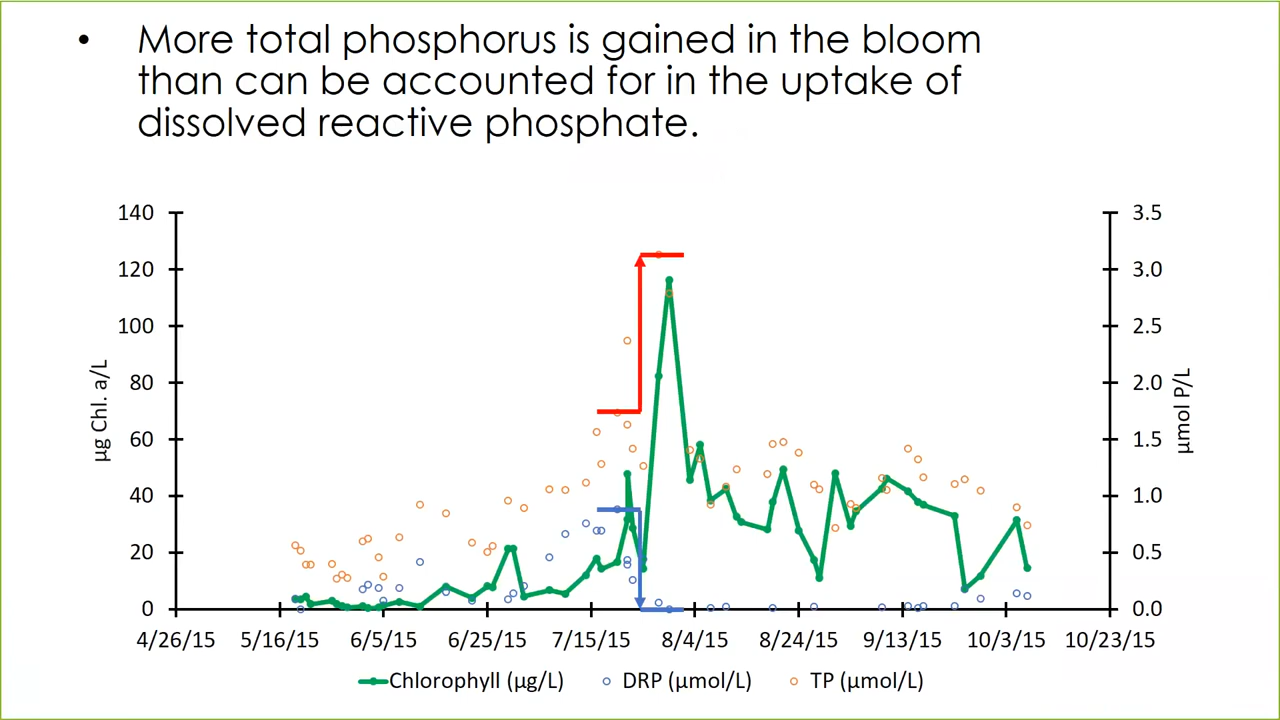 • More total phosphorus is gained in the bloom
than can be accounted for in the uptake of
dissolved reactive phosphate.
140
120
100
80
60
40
20
0
µg Chl. a/L
3.5
3.0
2.5
2.0
1.5
1.0
0.5
0.0
µmol P/L
4/26/15 5/16/15 6/5/15 6/25/15 7/15/15 8/4/15 8/24/15 9/13/15 10/3/15 10/23/15
Chlorophyll (µg/L) DRP (µmol/L) TP (µmol/L)